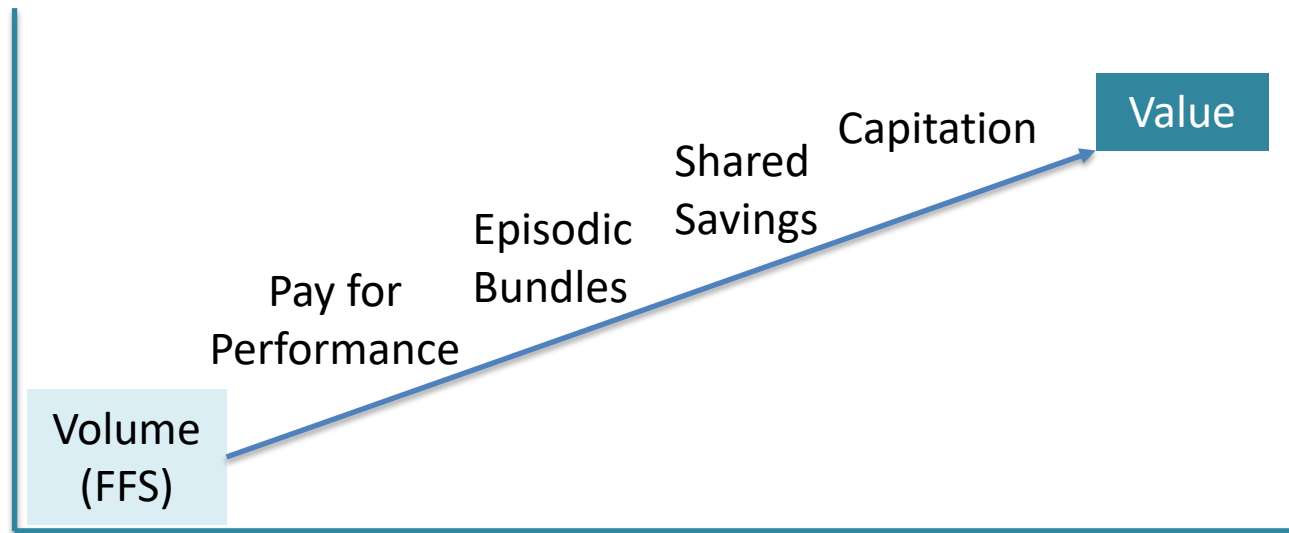 Volume
(FFS)
Pay for
Performance
Episodic
Bundles
Shared
Savings
Capitation
Value